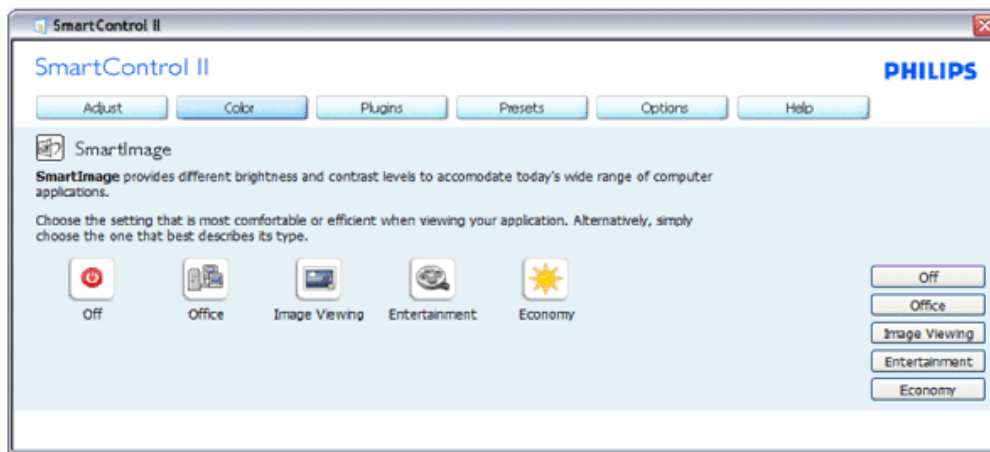 SmartControl II
SmartControl II
PHILIPS
Adjust Color Plugins Presets Options Help
SmartImage
SmartImage provides different brightness and contrast levels to accomodate today's wide range of computer
applications.
Choose the setting that is most comfortable or efficient when viewing your application. Alternatively, simply
choose the one that best describes its type.
Off Office Image Viewing Entertainment Economy
Off
Office
Image Viewing
Entertainment
Economy